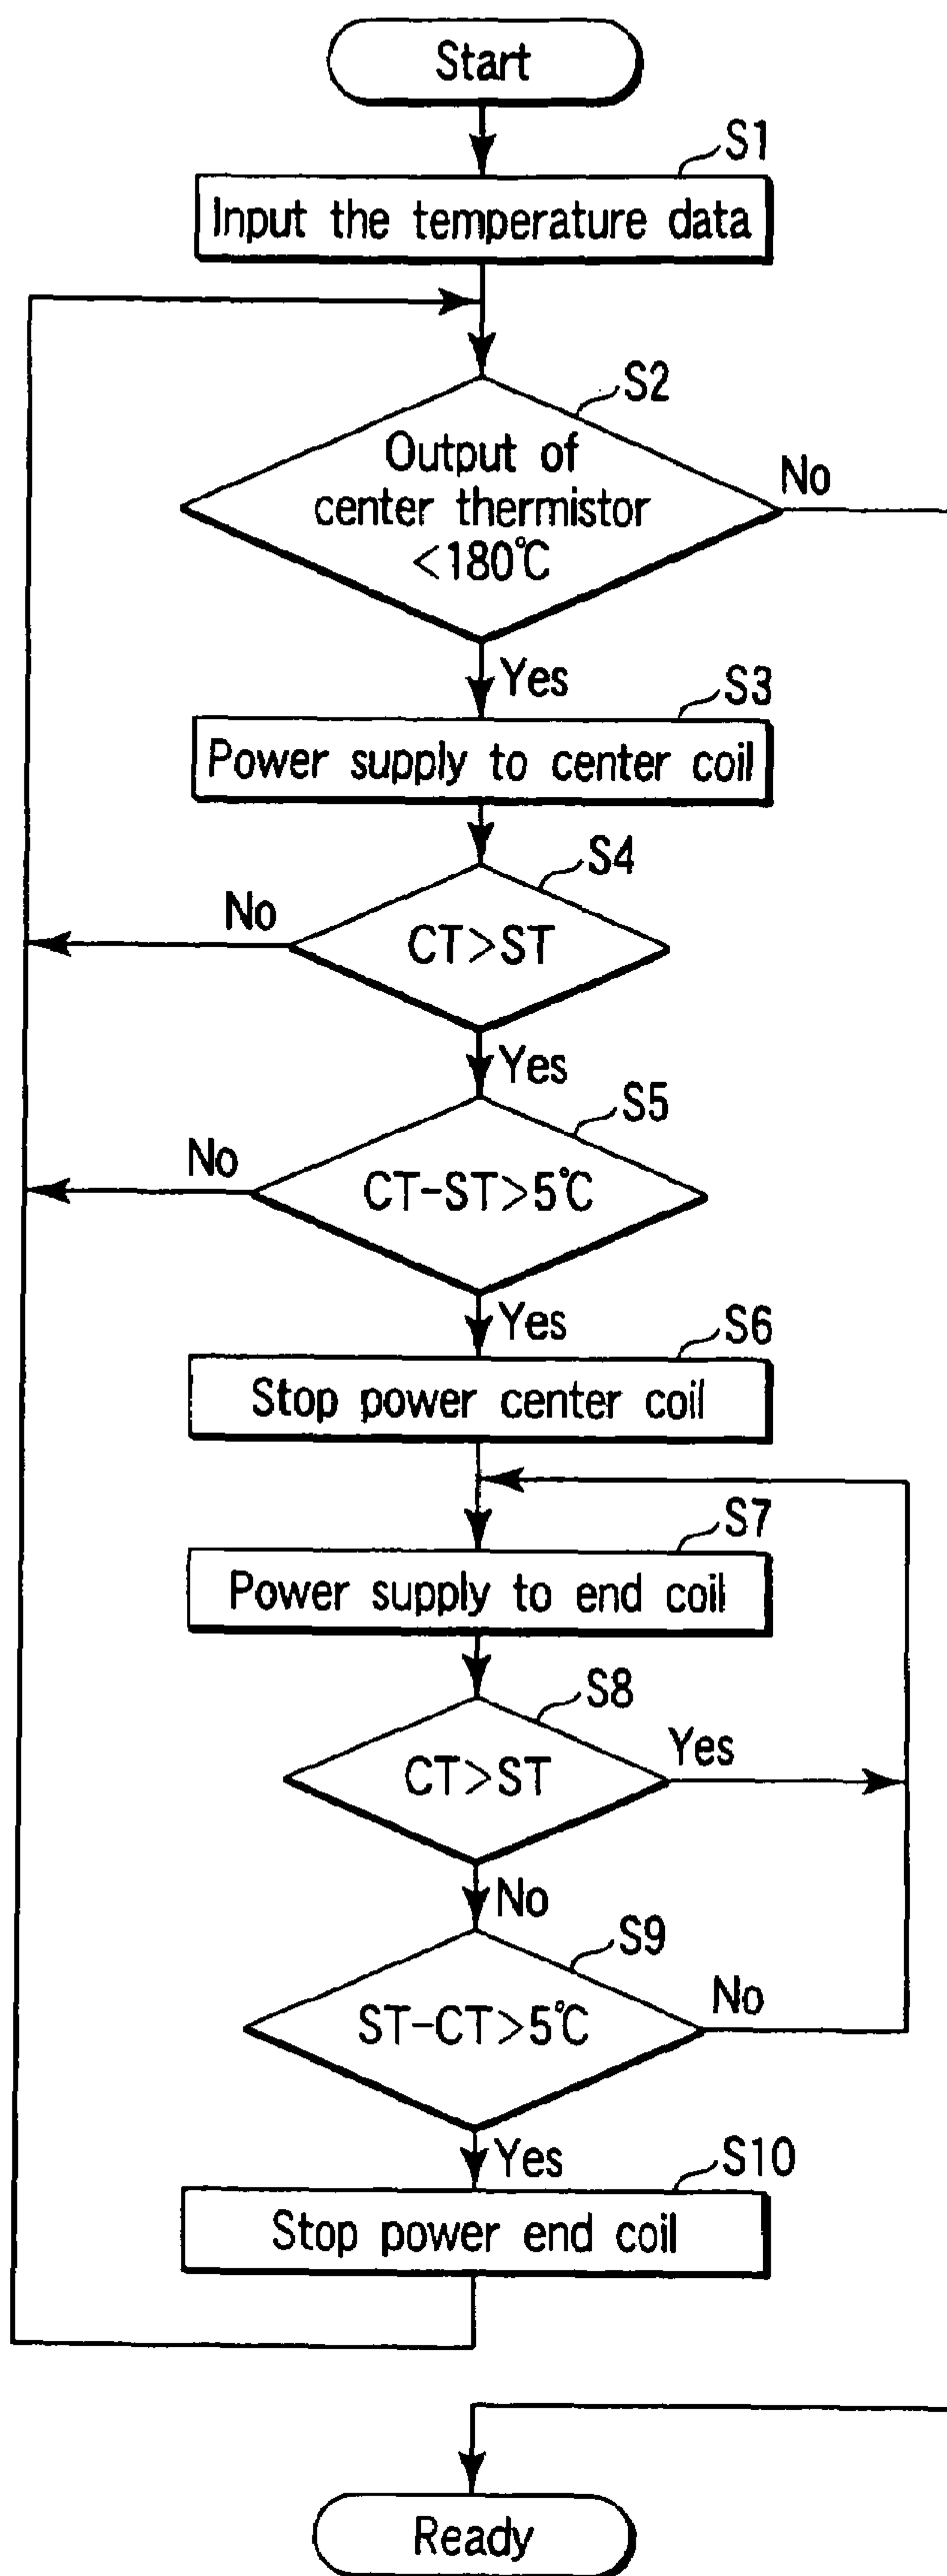 Start
S1
Input the temperature data
S2
Output of
center thermistor
<180°C
No
Yes
S3
Power supply to center coil
S4
No
CT>ST
Yes
S5
No
CT-ST>5°C
Yes
S6
Stop power center coil
S7
Power supply to end coil
S8
CT>ST
Yes
No
S9
ST-CT>5°C
No
Yes
S10
Stop power end coil
Ready